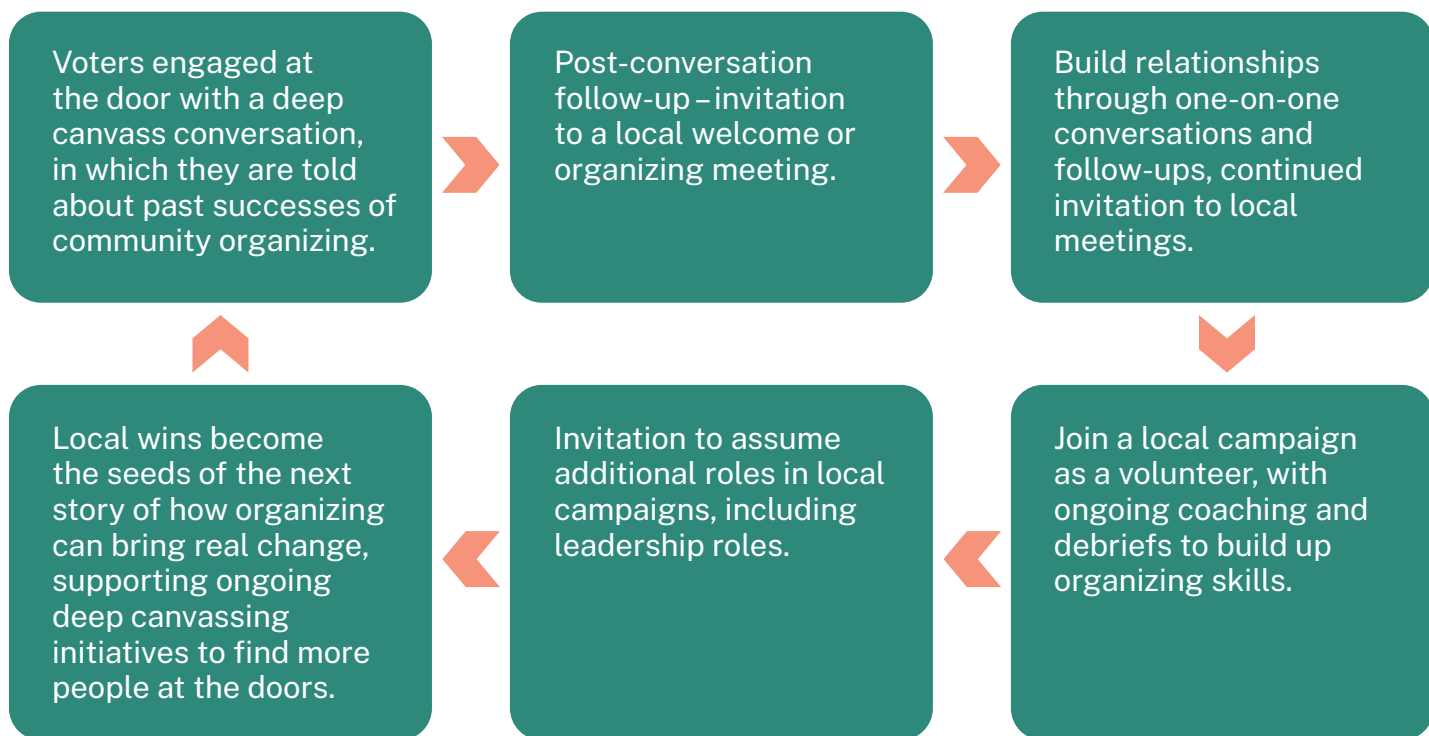 Voters engaged at
the door with a deep
canvass conversation,
in which they are told
about past successes of
community organizing.
Post-conversation
follow-up – invitation
to a local welcome or
organizing meeting.
Build relationships
through one-on-one
conversations and
follow-ups, continued
invitation to local
meetings.
Join a local campaign
as a volunteer, with
ongoing coaching and
debriefs to build up
organizing skills.
Invitation to assume
additional roles in local
campaigns, including
leadership roles.
Local wins become
the seeds of the next
story of how organizing
can bring real change,
supporting ongoing
deep canvassing
initiatives to find more
people at the doors.